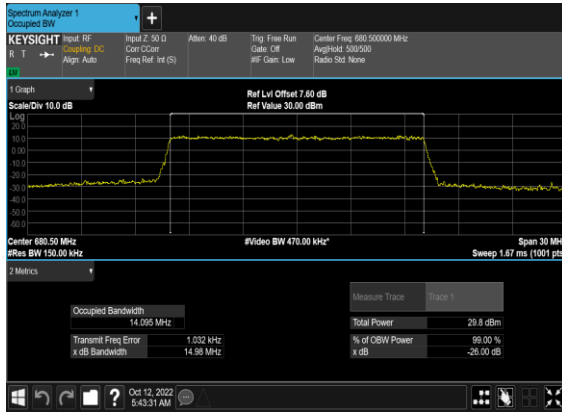 Spectrum Analyzer 1
Occupied BW
KEYSIGHT
R T
LXI
Input: RF
Coupling: DC
Align: Auto
Input Z: 50 Ω
Corr CCorr
Freq Ref: Int (S)
Atten: 40 dB
Trig: Free Run
Gate: Off
#IF Gain: Low
Center Freq: 680.500000 MHz
Avg|Hold: 500/500
Radio Std: None
1 Graph
Scale/Div 10.0 dB
Ref Lvl Offset 7.60 dB
Ref Value 30.00 dBm
Log
20.0
10.0
0.00
-10.0
-20.0
-30.0
-40.0
-50.0
-60.0
Center 680.50 MHz
#Video BW 470.00 kHz*
Span 30 MH
#Res BW 150.00 kHz
Sweep 1.67 ms (1001 pts
2 Metrics
Measure Trace
Trace 1
Occupied Bandwidth
14.095 MHz
Total Power
29.8 dBm
Transmit Freq Error
1.032 kHz
% of OBW Power
99.00 %
x dB Bandwidth
14.98 MHz
x dB
-26.00 dB
?
Oct 12, 2022
5:43:31 AM